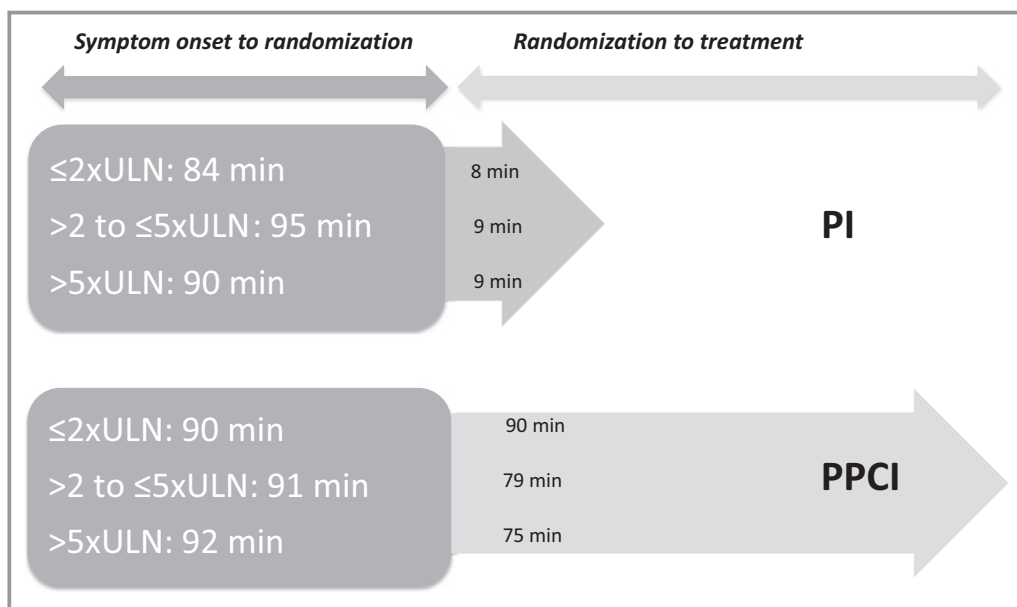 Symptom onset to randomization
Randomization to treatment
≤2xULN: 84 min
8 min
>2 to ≤5xULN: 95 min
9 min
>5xULN: 90 min
9 min
PI
≤2xULN: 90 min
90 min
>2 to ≤5xULN: 91 min
79 min
>5xULN: 92 min
75 min
PPCI